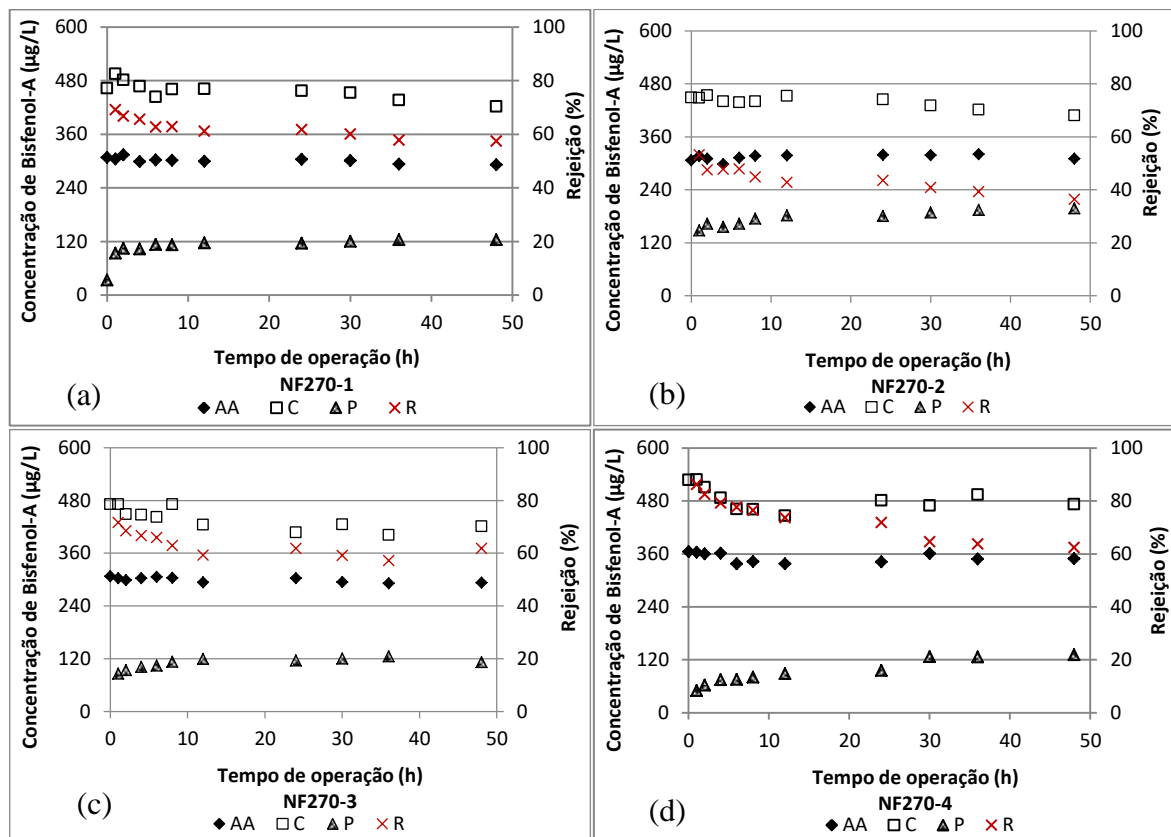 Concentração de Bisfenol-A (µg/L)
600
480
360
240
120
0
100
80
60
40
20
0
Rejeição (%)
0 10 20 30 40 50
Tempo de operação (h)
(a) NF270-1
AA C P R
Concentração de Bisfenol-A (µg/L)
600
480
360
240
120
0
100
80
60
40
20
0
Rejeição (%)
0 10 20 30 40 50
Tempo de operação (h)
(b) NF270-2
AA C P R
Concentração de Bisfenol-A (µg/L)
600
480
360
240
120
0
100
80
60
40
20
0
Rejeição (%)
0 10 20 30 40 50
Tempo de operação (h)
(c) NF270-3
AA C P R
Concentração de Bisfenol-A (µg/L)
600
480
360
240
120
0
100
80
60
40
20
0
Rejeição (%)
0 10 20 30 40 50
Tempo de operação (h)
(d) NF270-4
AA C P R